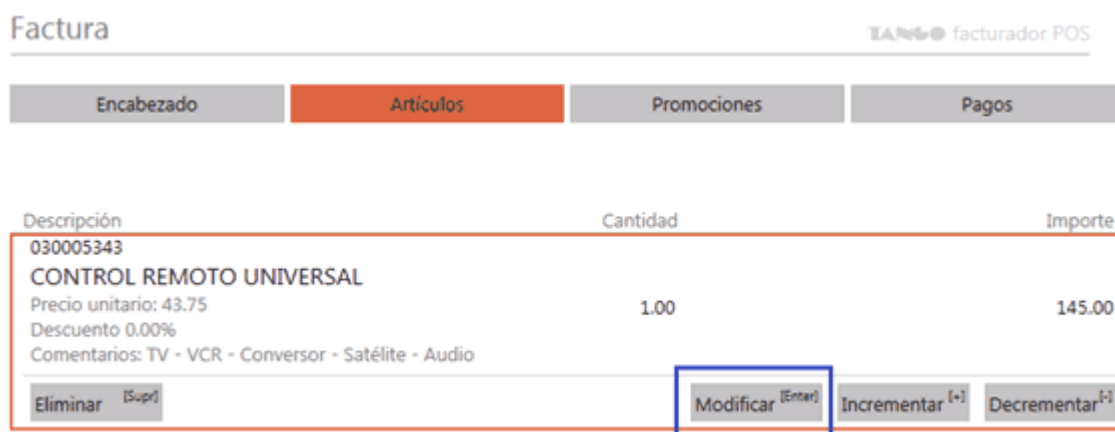 Factura
TANGO facturador POS
Encabezado Artículos Promociones Pagos
Descripción Cantidad Importe
030005343
CONTROL REMOTO UNIVERSAL
Precio unitario: 43.75
1.00 145.00
Descuento 0.00%
Comentarios: TV - VCR - Conversor - Satélite - Audio
Eliminar [Supr] Modificar [Enter] Incrementar [+] Decrementar [-]